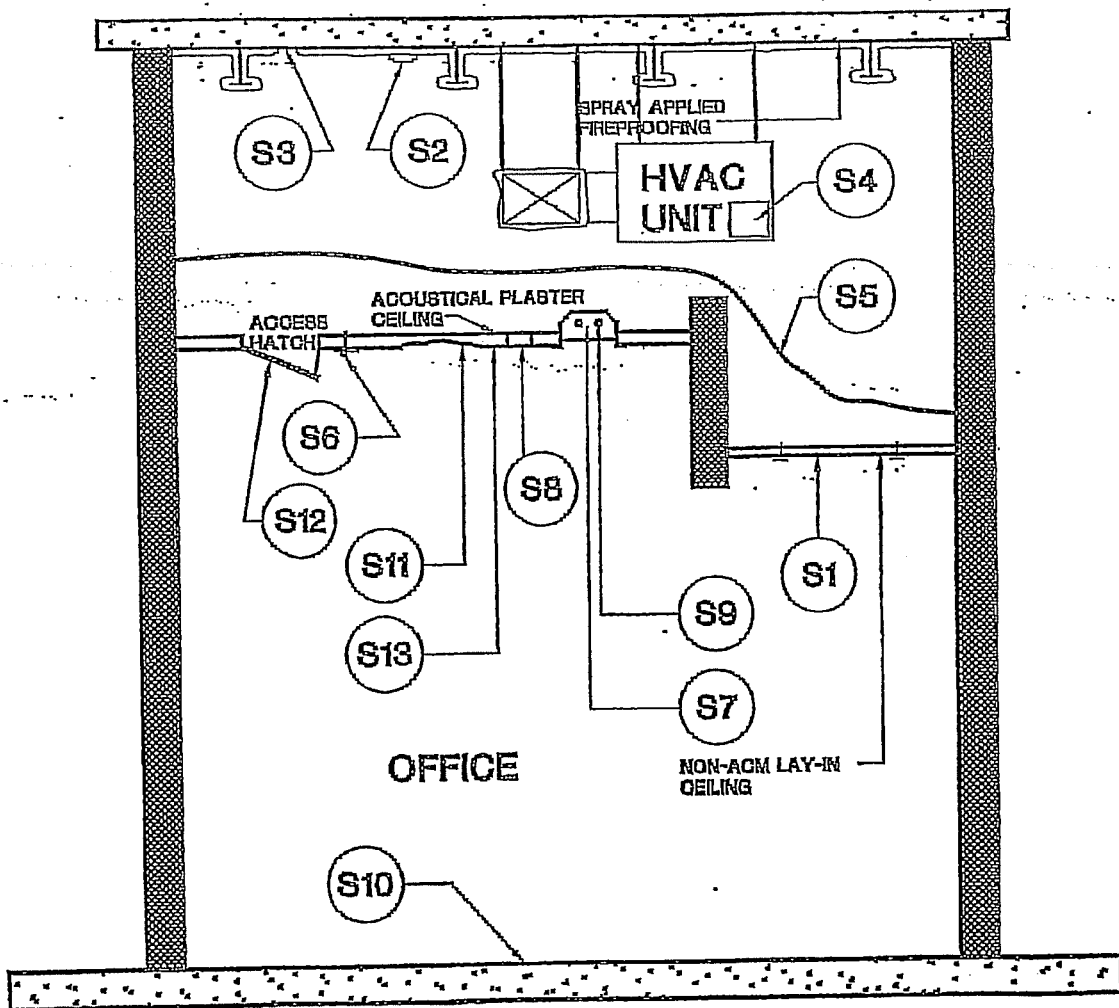 SPRAY APPLIED
FIREPROOFING
S3
S2
HVAC
UNIT
S4
S5
ACOUSTICAL PLASTER
CEILING
ACCESS
HATCH
S6
S8
S12
S11
S1
S9
S13
S7
OFFICE
NON-ACM LAY-IN
CEILING
S10